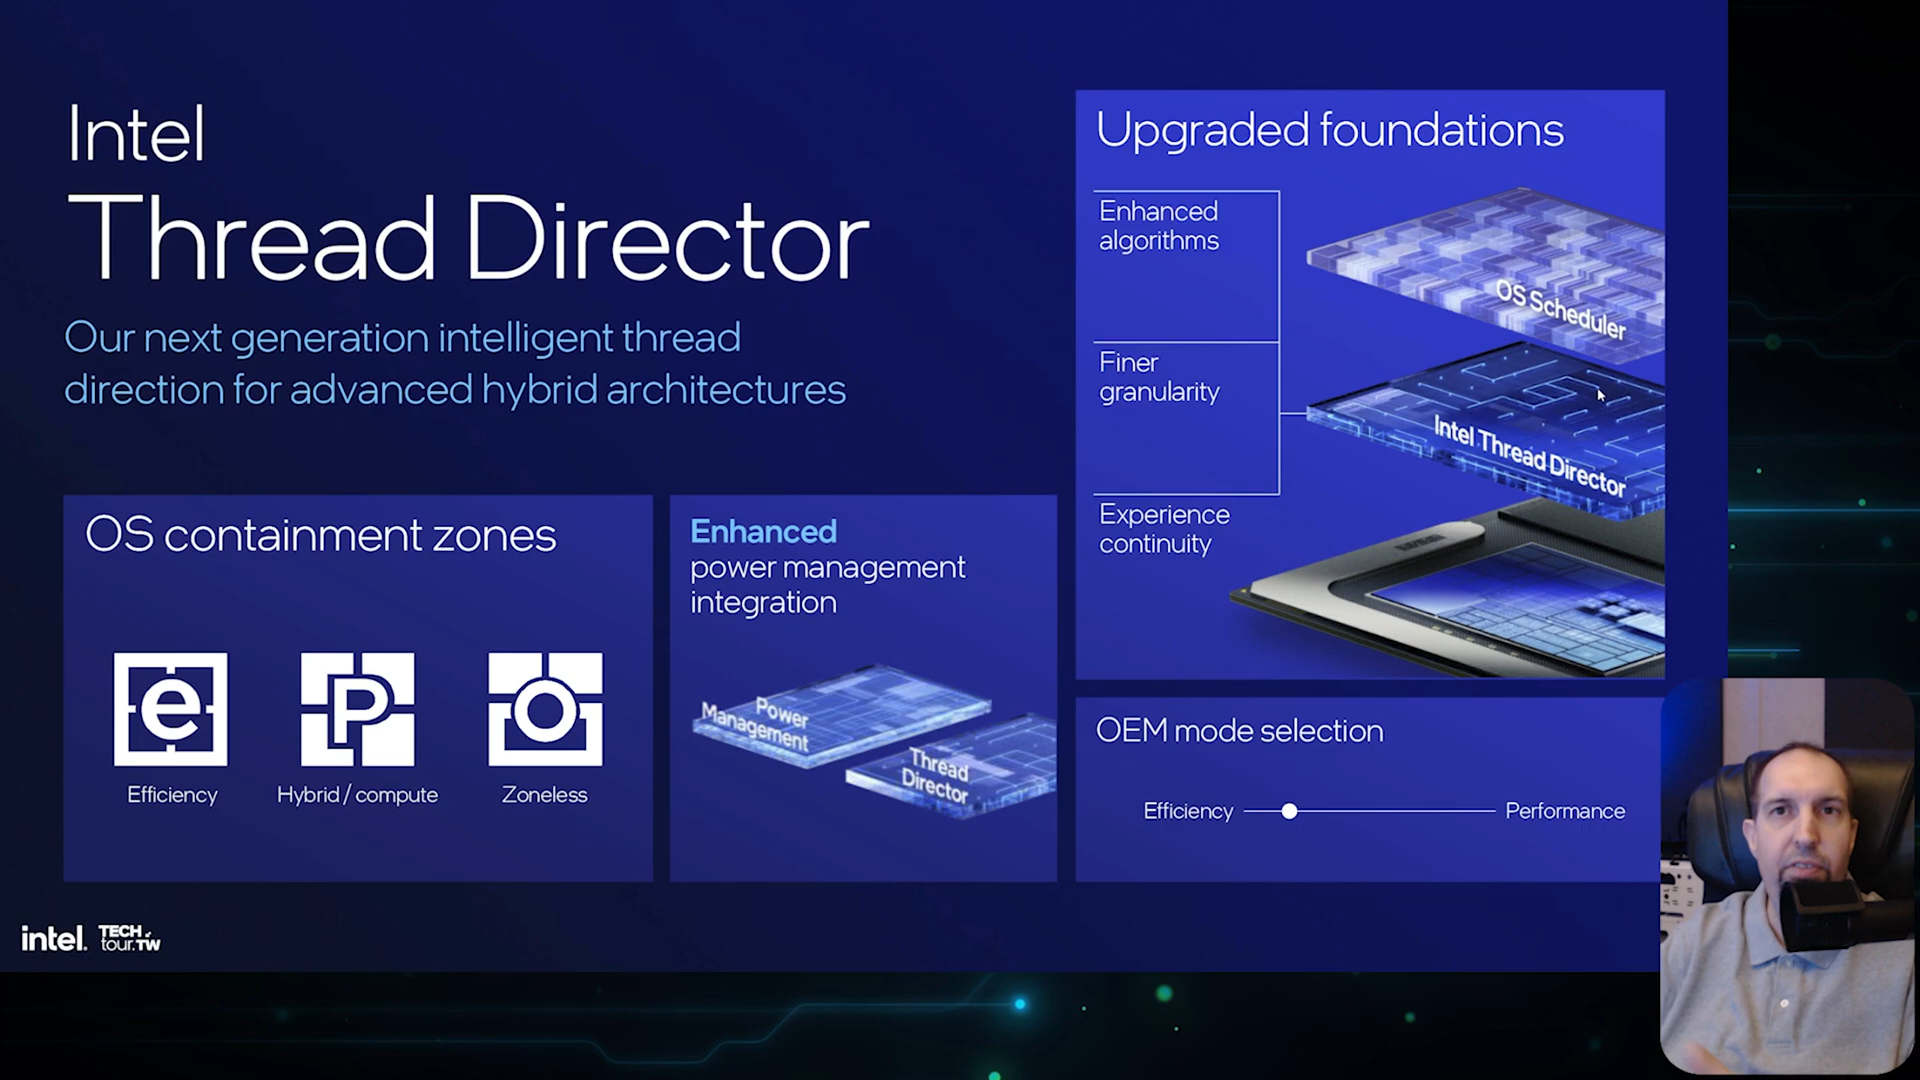 Intel
Thread Director
Our next generation intelligent thread
direction for advanced hybrid architectures
OS containment zones
e
P
O
Efficiency
Hybrid / compute
Zoneless
Enhanced
power management
integration
Power
Management
Thread
Director
Upgraded foundations
Enhanced
algorithms
Finer
granularity
Experience
continuity
OS Scheduler
Intel Thread Director
OEM mode selection
Efficiency
Performance
intel.
TECH
tour.TW